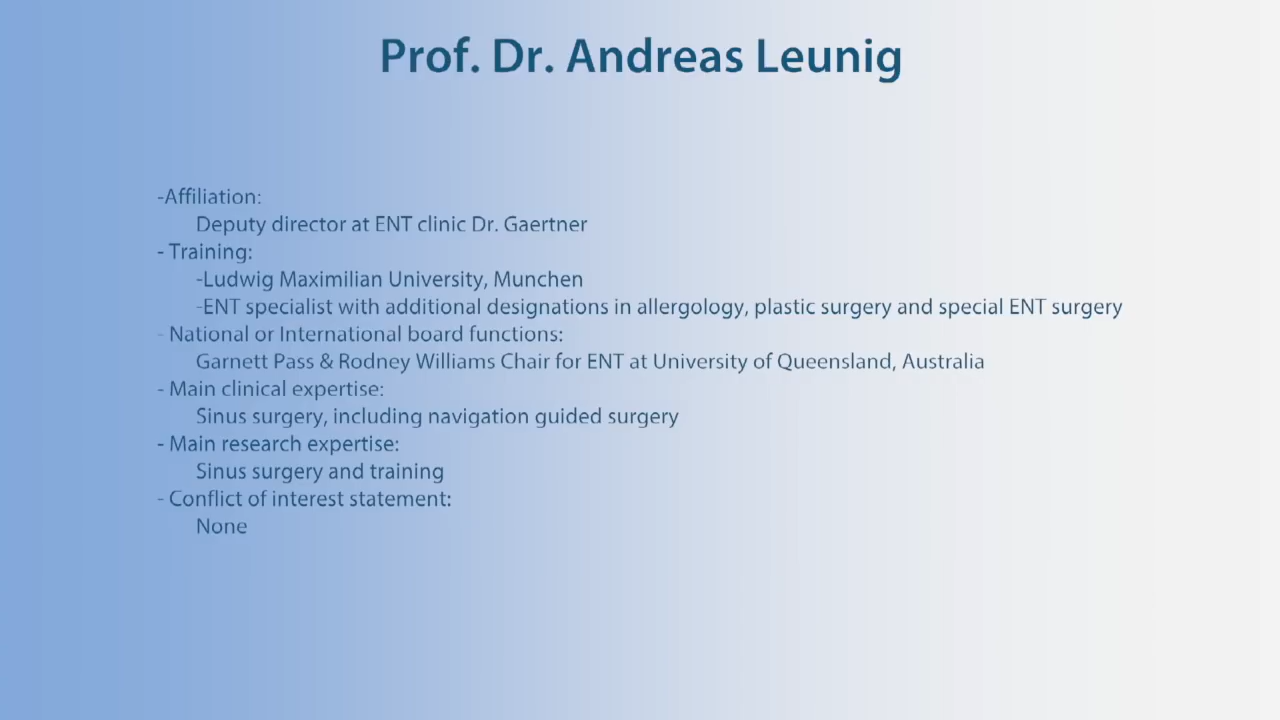 Prof. Dr. Andreas Leunig
-Affiliation:
Deputy director at ENT clinic Dr. Gaertner
- Training:
-Ludwig Maximilian University, Munchen
-ENT specialist with additional designations in allergology, plastic surgery and special ENT surgery
- National or International board functions:
Garnett Pass & Rodney Williams Chair for ENT at University of Queensland, Australia
- Main clinical expertise:
Sinus surgery, including navigation guided surgery
- Main research expertise:
Sinus surgery and training
- Conflict of interest statement:
None